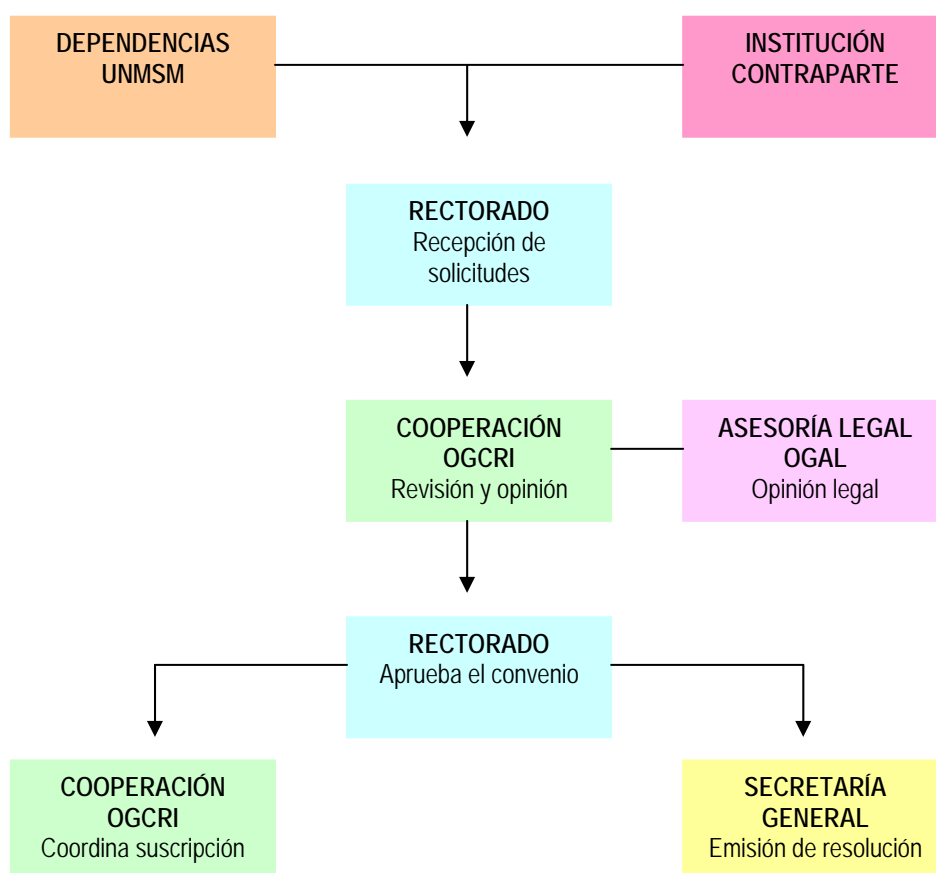 DEPENDENCIAS
UNMSM
INSTITUCIÓN
CONTRAPARTE
RECTORADO
Recepción de
solicitudes
COOPERACIÓN
OGCRI
Revisión y opinión
ASESORÍA LEGAL
OGAL
Opinión legal
RECTORADO
Aprueba el convenio
COOPERACIÓN
OGCRI
Coordina suscripción
SECRETARÍA
GENERAL
Emisión de resolución